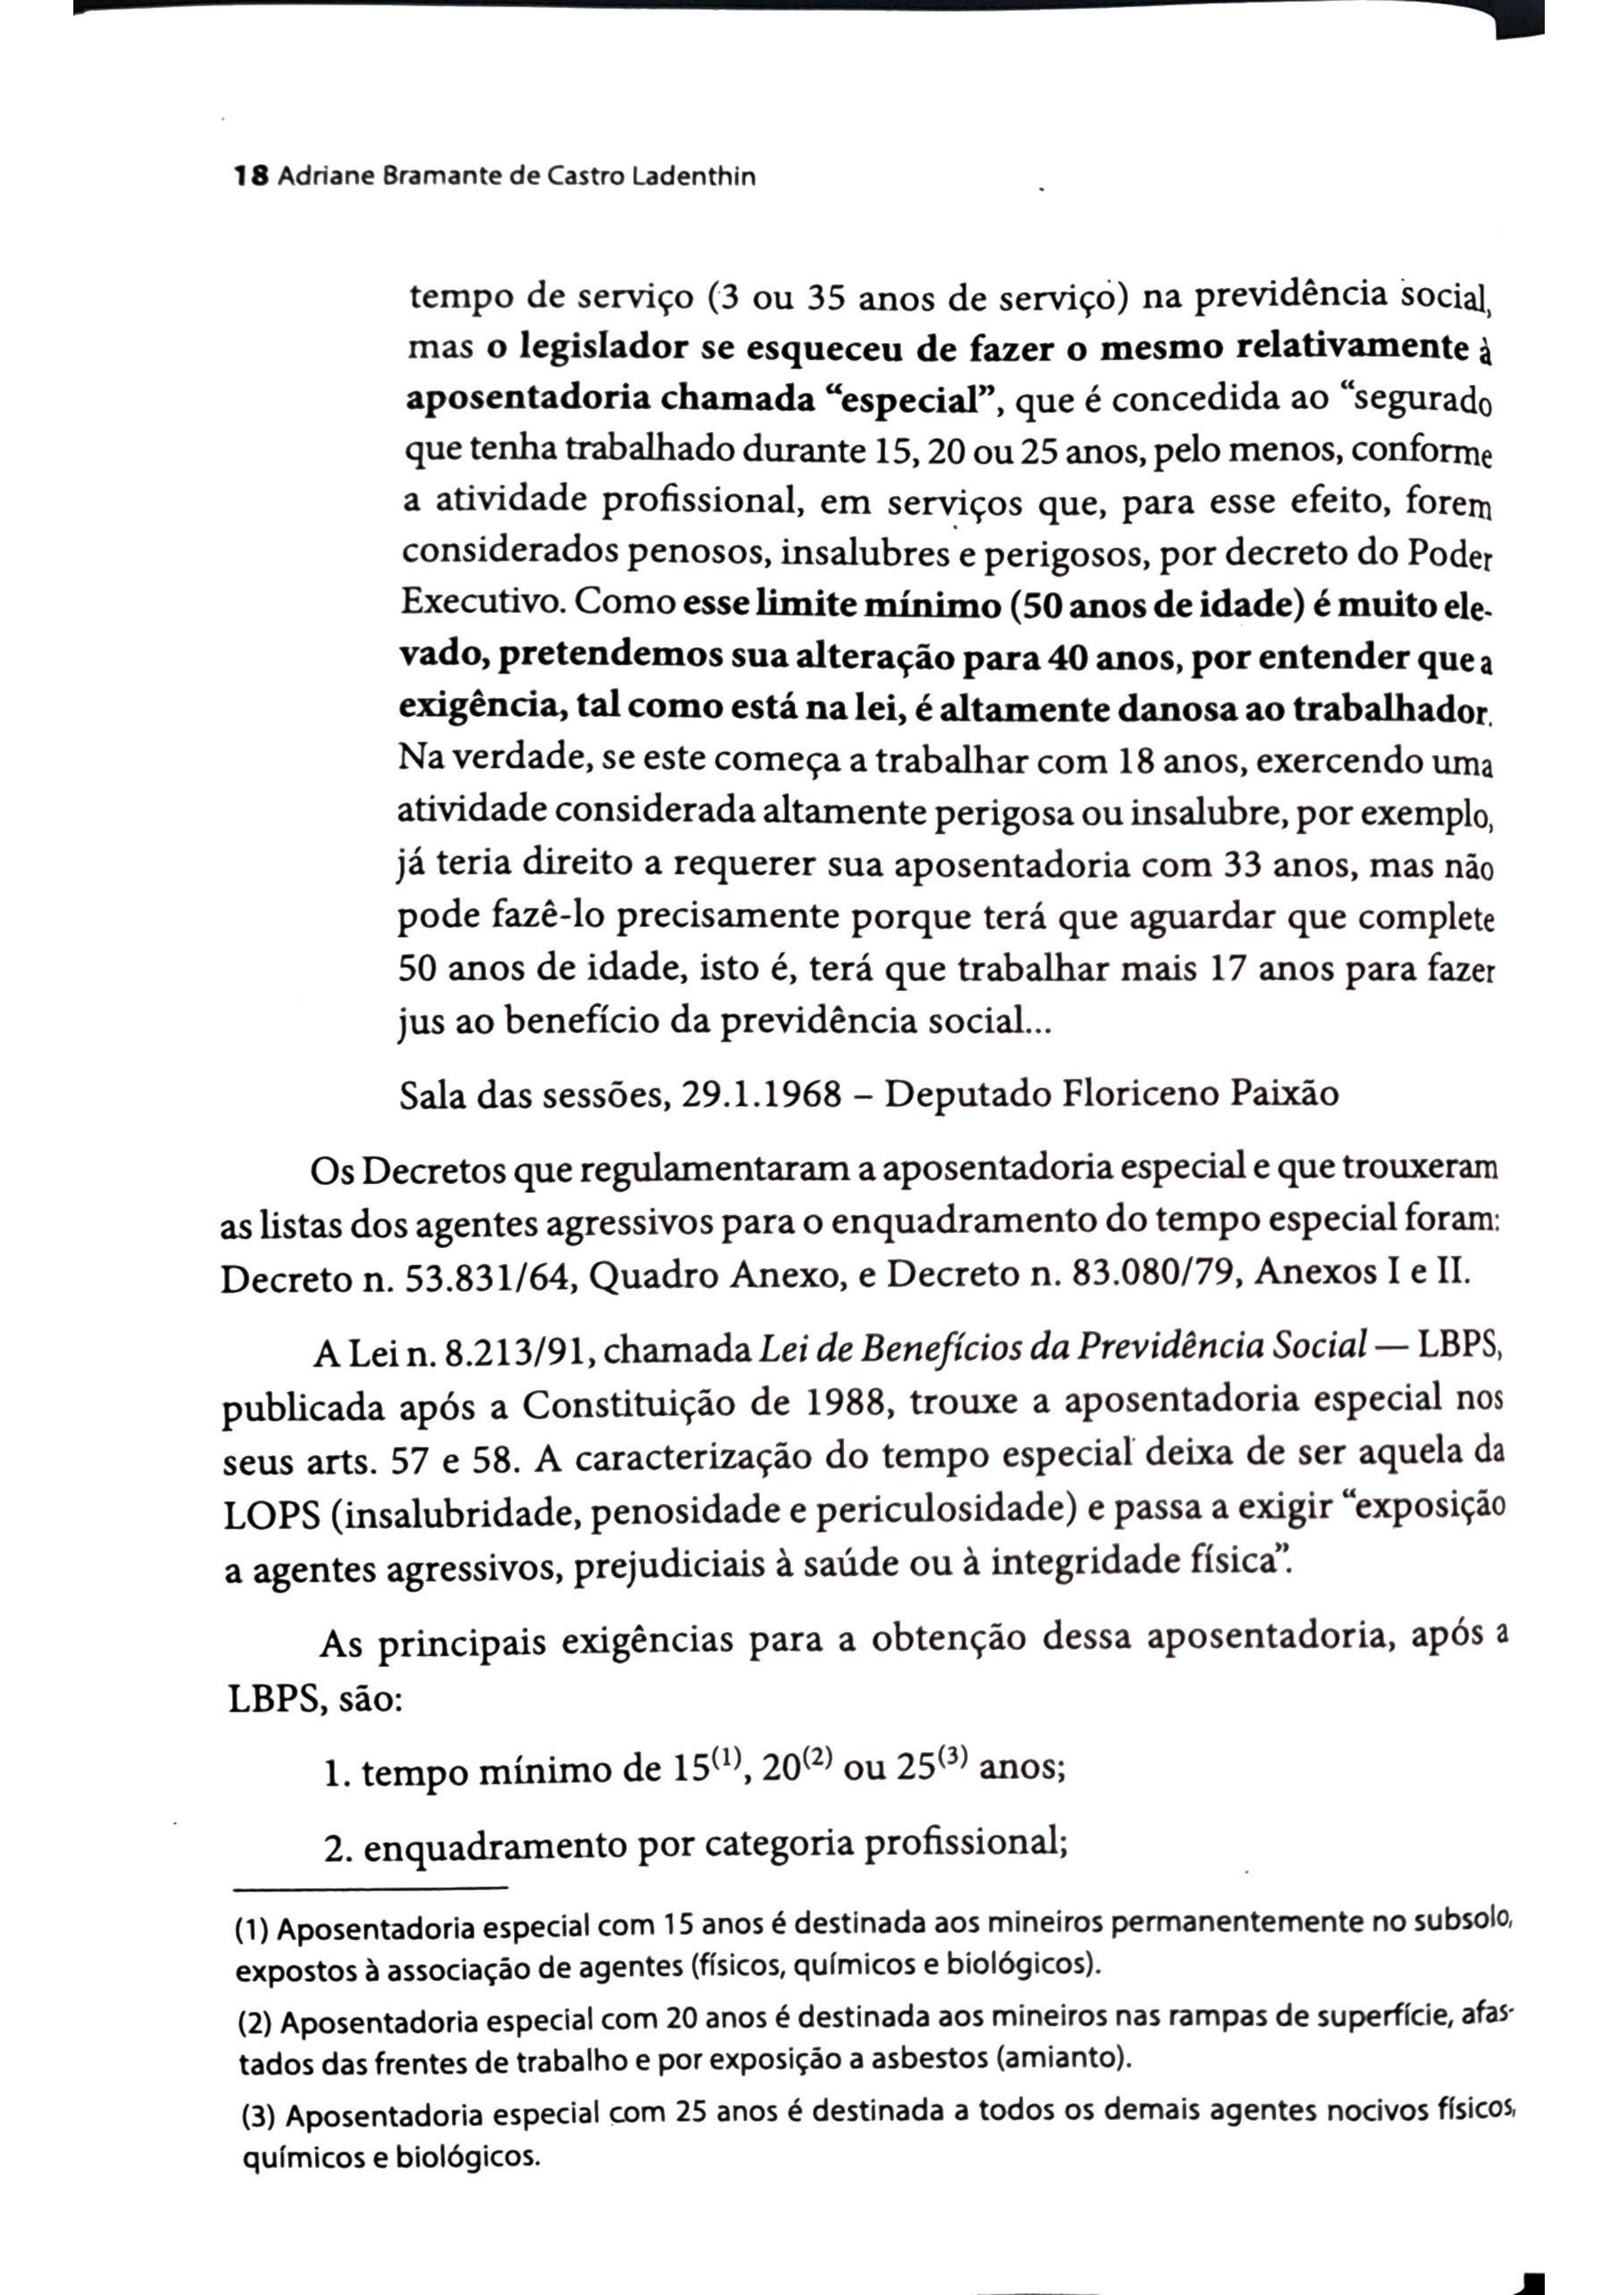 18 Adriane Bramante de Castro Ladenthin
tempo de serviço (3 ou 35 anos de serviço) na previdência social,
mas o legislador se esqueceu de fazer o mesmo relativamente à
aposentadoria chamada “especial”, que é concedida ao “segurado
que tenha trabalhado durante 15, 20 ou 25 anos, pelo menos, conforme
a atividade profissional, em serviços que, para esse efeito, forem
considerados penosos, insalubres e perigosos, por decreto do Poder
Executivo. Como esse limite mínimo (50 anos de idade) é muito ele-
vado, pretendemos sua alteração para 40 anos, por entender que a
exigência, tal como está na lei, é altamente danosa ao trabalhador.
Na verdade, se este começa a trabalhar com 18 anos, exercendo uma
atividade considerada altamente perigosa ou insalubre, por exemplo,
já teria direito a requerer sua aposentadoria com 33 anos, mas não
pode fazê-lo precisamente porque terá que aguardar que complete
50 anos de idade, isto é, terá que trabalhar mais 17 anos para fazer
jus ao benefício da previdência social...
Sala das sessões, 29.1.1968 – Deputado Floriceno Paixão
Os Decretos que regulamentaram a aposentadoria especial e que trouxeram
as listas dos agentes agressivos para o enquadramento do tempo especial foram:
Decreto n. 53.831/64, Quadro Anexo, e Decreto n. 83.080/79, Anexos I e II.
A Lei n. 8.213/91, chamada Lei de Benefícios da Previdência Social — LBPS,
publicada após a Constituição de 1988, trouxe a aposentadoria especial nos
seus arts. 57 e 58. A caracterização do tempo especial deixa de ser aquela da
LOPS (insalubridade, penosidade e periculosidade) e passa a exigir “exposição
a agentes agressivos, prejudiciais à saúde ou à integridade física”.
As principais exigências para a obtenção dessa aposentadoria, após a
LBPS, são:
1. tempo mínimo de 15(1), 20(2) ou 25(3) anos;
2. enquadramento por categoria profissional;
(1) Aposentadoria especial com 15 anos é destinada aos mineiros permanentemente no subsolo,
expostos à associação de agentes (físicos, químicos e biológicos).
(2) Aposentadoria especial com 20 anos é destinada aos mineiros nas rampas de superfície, afas-
tados das frentes de trabalho e por exposição a asbestos (amianto).
(3) Aposentadoria especial com 25 anos é destinada a todos os demais agentes nocivos físicos,
químicos e biológicos.